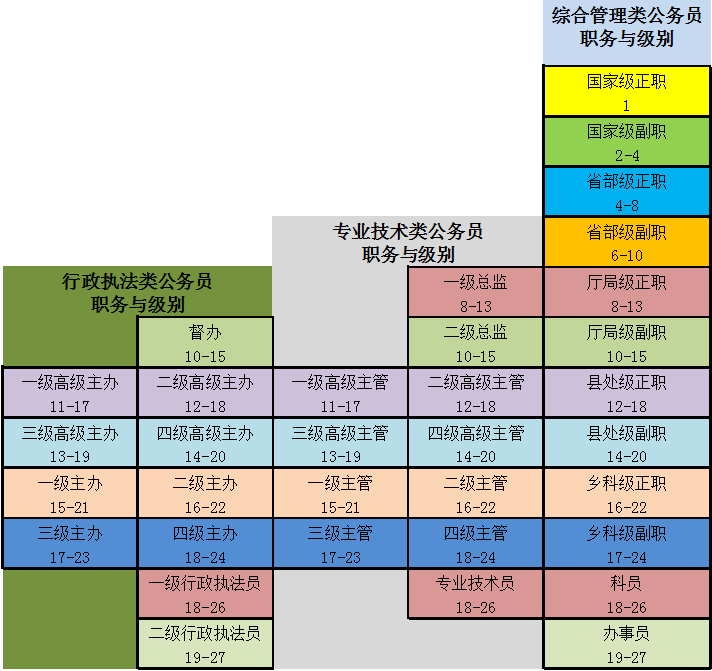 综合管理类公务员
职务与级别
国家级正职
1
国家级副职
2-4
省部级正职
4-8
专业技术类公务员
职务与级别
省部级副职
6-10
行政执法类公务员
职务与级别
一级总监
8-13
厅局级正职
8-13
督办
10-15
二级总监
10-15
厅局级副职
10-15
一级高级主办
11-17
二级高级主办
12-18
一级高级主管
11-17
二级高级主管
12-18
县处级正职
12-18
三级高级主办
13-19
四级高级主办
14-20
三级高级主管
13-19
四级高级主管
14-20
县处级副职
14-20
一级主办
15-21
二级主办
16-22
一级主管
15-21
二级主管
16-22
乡科级正职
16-22
三级主办
17-23
四级主办
18-24
三级主管
17-23
四级主管
18-24
乡科级副职
17-24
一级行政执法员
18-26
专业技术员
18-26
科员
18-26
二级行政执法员
19-27
办事员
19-27